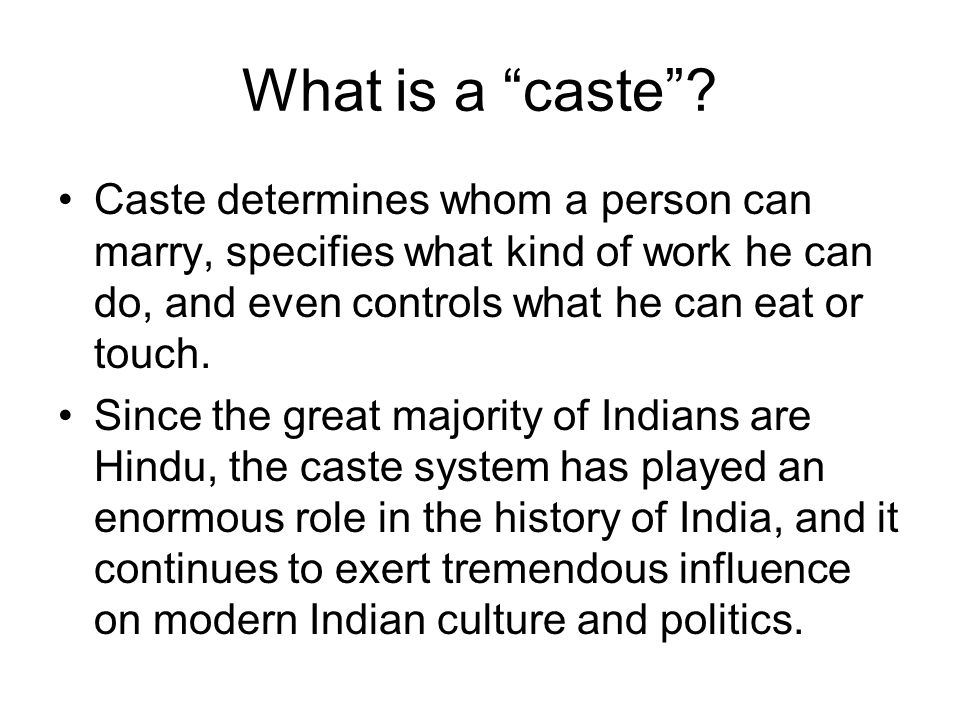 What is a “caste”?
• Caste determines whom a person can
marry, specifies what kind of work he can
do, and even controls what he can eat or
touch.
• Since the great majority of Indians are
Hindu, the caste system has played an
enormous role in the history of India, and it
continues to exert tremendous influence
on modern Indian culture and politics.